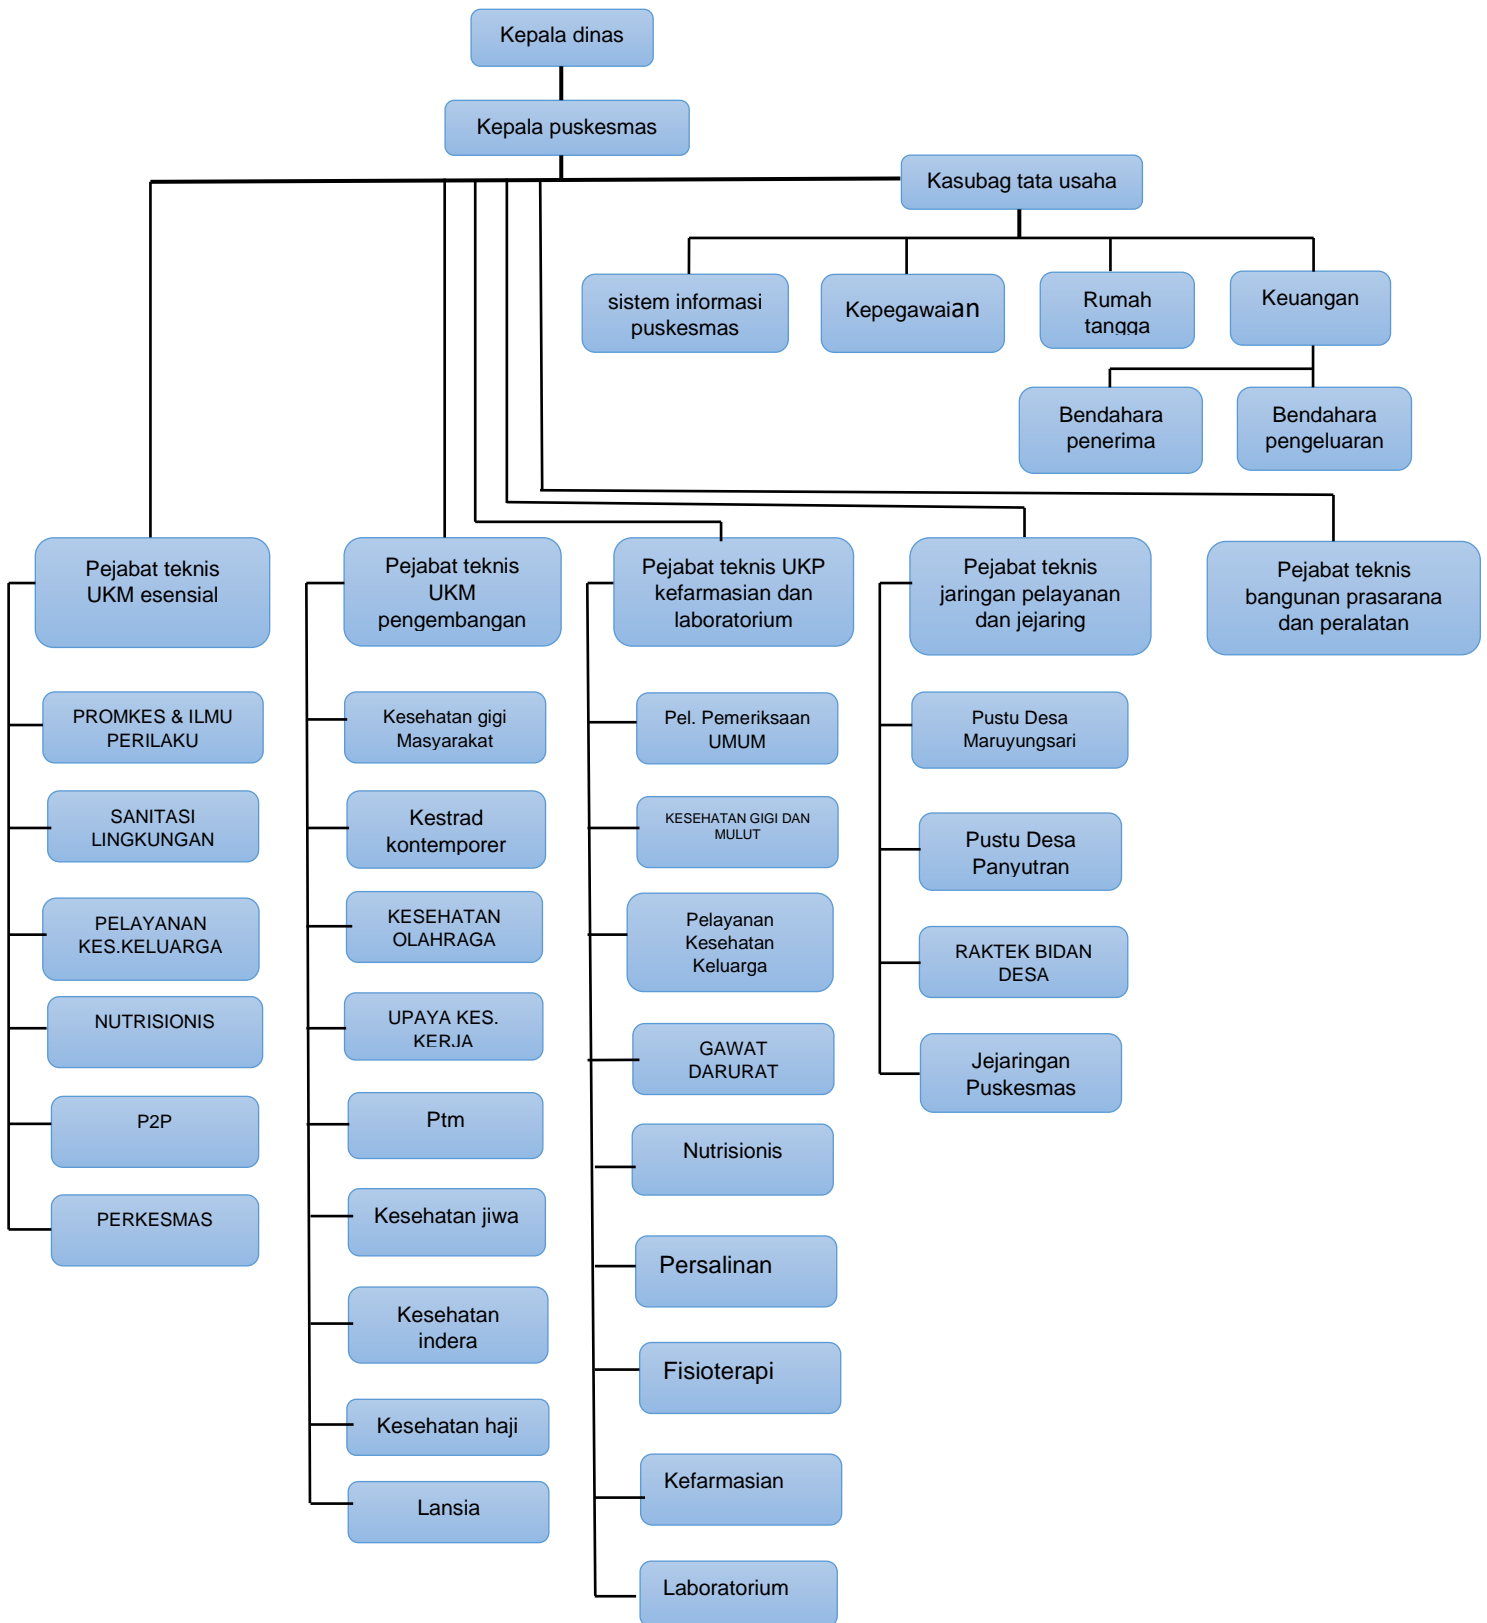 Kepala dinas
Kepala puskesmas
Kasubag tata usaha
sistem informasi
puskesmas
Kepegawaian
Rumah
tangga
Keuangan
Bendahara
penerima
Bendahara
pengeluaran
Pejabat teknis
UKM esensial
Pejabat teknis
UKM
pengembangan
Pejabat teknis UKP
kefarmasian dan
laboratorium
Pejabat teknis
jaringan pelayanan
dan jejaring
Pejabat teknis
bangunan prasarana
dan peralatan
PROMKES & ILMU
PERILAKU
SANITASI
LINGKUNGAN
PELAYANAN
KES.KELUARGA
NUTRISIONIS
P2P
PERKESMAS
Kesehatan gigi
Masyarakat
Kestrad
kontemporer
KESEHATAN
OLAHRAGA
UPAYA KES.
KERJA
Ptm
Kesehatan jiwa
Kesehatan
indera
Kesehatan haji
Lansia
Pel. Pemeriksaan
UMUM
KESEHATAN GIGI DAN
MULUT
Pelayanan
Kesehatan
Keluarga
GAWAT
DARURAT
Nutrisionis
Persalinan
Fisioterapi
Kefarmasian
Laboratorium
Pustu Desa
Maruyungsari
Pustu Desa
Panyutran
RAKTEK BIDAN
DESA
Jejaringan
Puskesmas